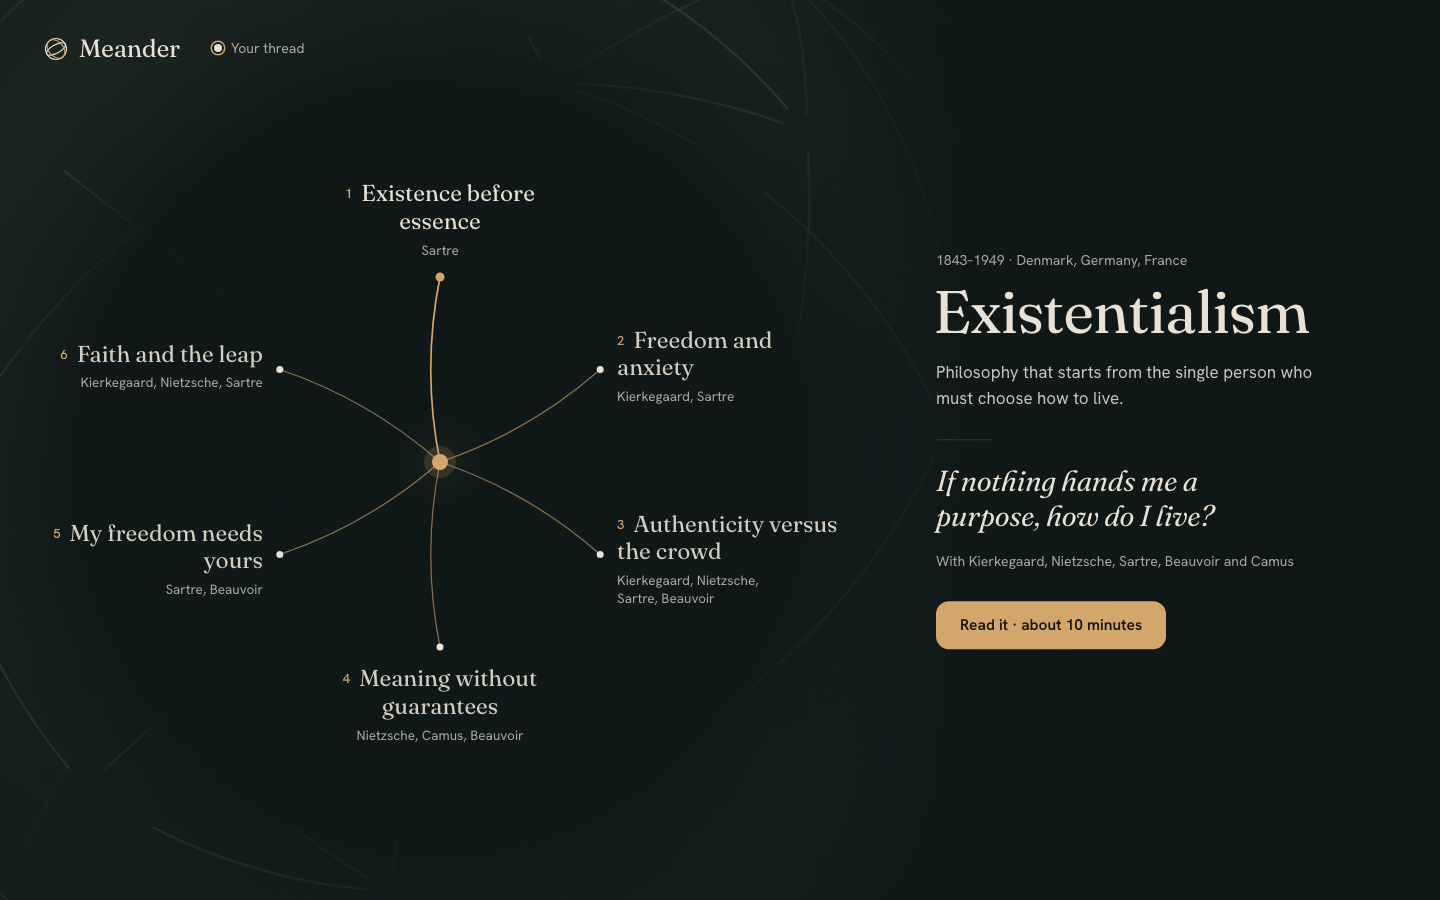 Meander
Your thread
1 Existence before
essence
Sartre
2 Freedom and
anxiety
Kierkegaard, Sartre
3 Authenticity versus
the crowd
Kierkegaard, Nietzsche,
Sartre, Beauvoir
4 Meaning without
guarantees
Nietzsche, Camus, Beauvoir
5 My freedom needs
yours
Sartre, Beauvoir
6 Faith and the leap
Kierkegaard, Nietzsche, Sartre
1843–1949 · Denmark, Germany, France
Existentialism
Philosophy that starts from the single person who
must choose how to live.
If nothing hands me a
purpose, how do I live?
With Kierkegaard, Nietzsche, Sartre, Beauvoir and Camus
Read it · about 10 minutes